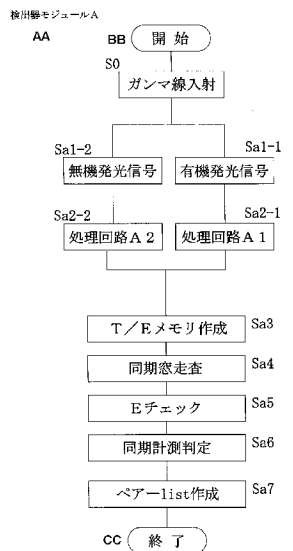 検出器モジュールA
AA
BB 開始
S0
ガンマ線入射
Sa1-2 Sa1-1
無機発光信号 有機発光信号
Sa2-2 Sa2-1
処理回路A2 処理回路A1
T/Eメモリ作成 Sa3
同期窓走査 Sa4
Eチェック Sa5
同期計測判定 Sa6
ペアーlist作成 Sa7
CC 終了